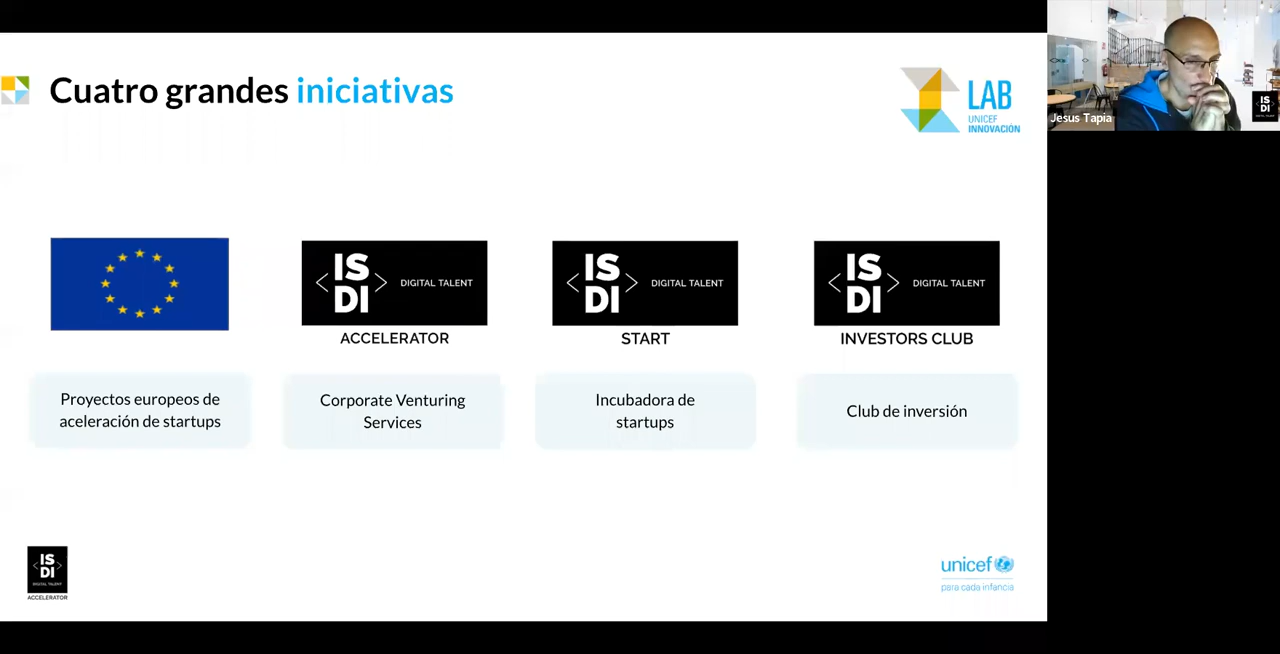 Cuatro grandes iniciativas
LAB
UNICEF
INNOVACIÓN
Jesus Tapia
IS
DI
IS
DI
DIGITAL TALENT
ACCELERATOR
IS
DI
DIGITAL TALENT
START
IS
DI
DIGITAL TALENT
INVESTORS CLUB
Proyectos europeos de
aceleración de startups
Corporate Venturing
Services
Incubadora de
startups
Club de inversión
IS
DI
DIGITAL TALENT
ACCELERATOR
unicef
para cada infancia